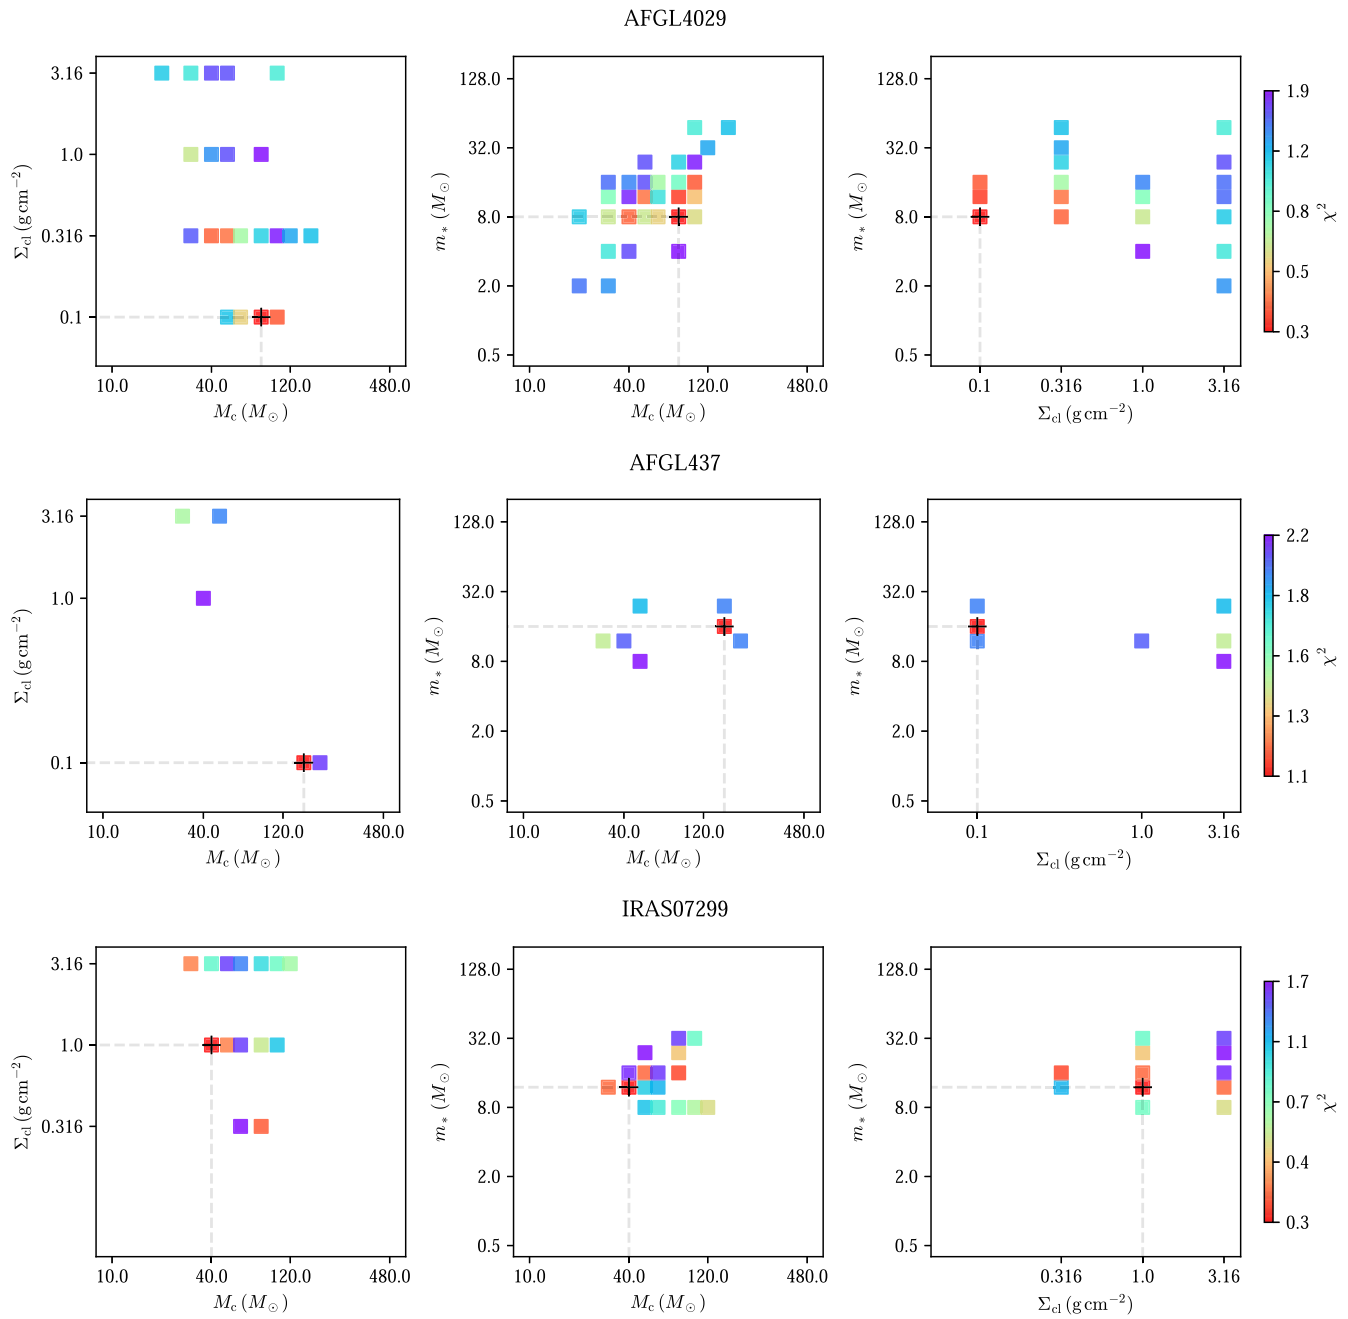 AFGL4029
3.16
1.0
0.316
0.1
Σcl (g cm⁻²)
10.0 40.0 120.0 480.0
Mc (M⊙)
128.0
32.0
8.0
2.0
0.5
m* (M⊙)
10.0 40.0 120.0 480.0
Mc (M⊙)
128.0
32.0
8.0
2.0
0.5
m* (M⊙)
0.1 0.316 1.0 3.16
Σcl (g cm⁻²)
1.9
1.2
0.8
0.5
0.3
χ²
AFGL437
3.16
1.0
0.1
Σcl (g cm⁻²)
10.0 40.0 120.0 480.0
Mc (M⊙)
128.0
32.0
8.0
2.0
0.5
m* (M⊙)
10.0 40.0 120.0 480.0
Mc (M⊙)
128.0
32.0
8.0
2.0
0.5
m* (M⊙)
0.1 1.0 3.16
Σcl (g cm⁻²)
2.2
1.8
1.6
1.3
1.1
χ²
IRAS07299
3.16
1.0
0.316
Σcl (g cm⁻²)
10.0 40.0 120.0 480.0
Mc (M⊙)
128.0
32.0
8.0
2.0
0.5
m* (M⊙)
10.0 40.0 120.0 480.0
Mc (M⊙)
128.0
32.0
8.0
2.0
0.5
m* (M⊙)
0.316 1.0 3.16
Σcl (g cm⁻²)
1.7
1.1
0.7
0.4
0.3
χ²